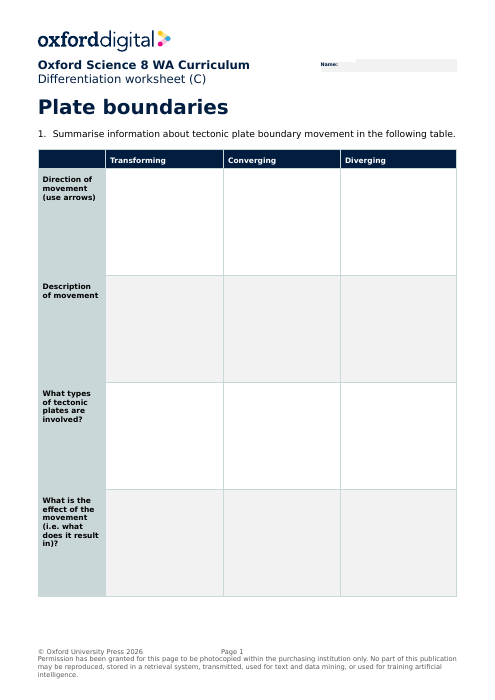 oxforddigital
Oxford Science 8 WA Curriculum
Name:
Differentiation worksheet (C)
Plate boundaries
1. Summarise information about tectonic plate boundary movement in the following table.
Transforming Converging Diverging
Direction of
movement
(use arrows)
Description
of movement
What types
of tectonic
plates are
involved?
What is the
effect of the
movement
(i.e. what
does it result
in)?
© Oxford University Press 2026 Page 1
Permission has been granted for this page to be photocopied within the purchasing institution only. No part of this publication
may be reproduced, stored in a retrieval system, transmitted, used for text and data mining, or used for training artificial
intelligence.